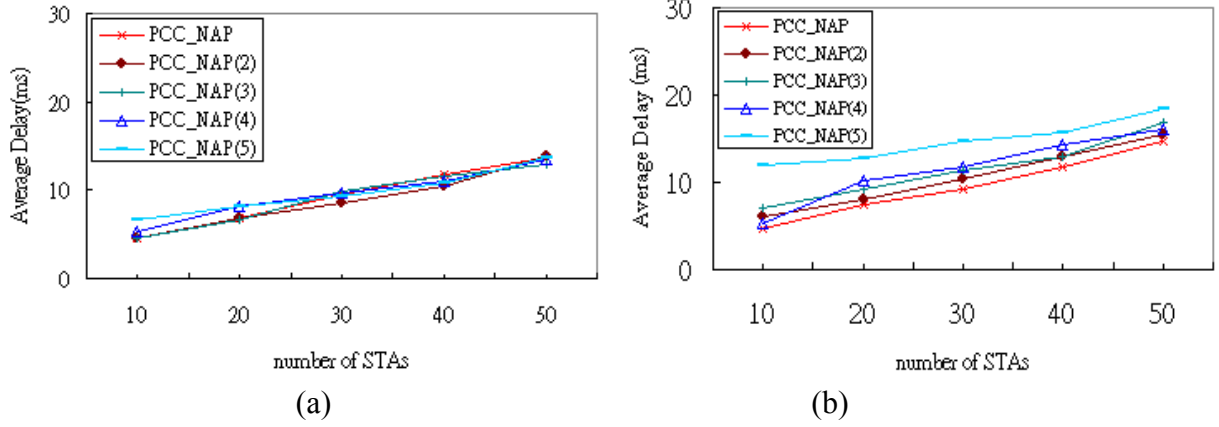 30
20
10
0
Average Delay(ms)
PCC_NAP
PCC_NAP(2)
PCC_NAP(3)
PCC_NAP(4)
PCC_NAP(5)
10 20 30 40 50
number of STAs
(a)
30
20
10
0
Average Delay (ms)
PCC_NAP
PCC_NAP(2)
PCC_NAP(3)
PCC_NAP(4)
PCC_NAP(5)
10 20 30 40 50
number of STAs
(b)